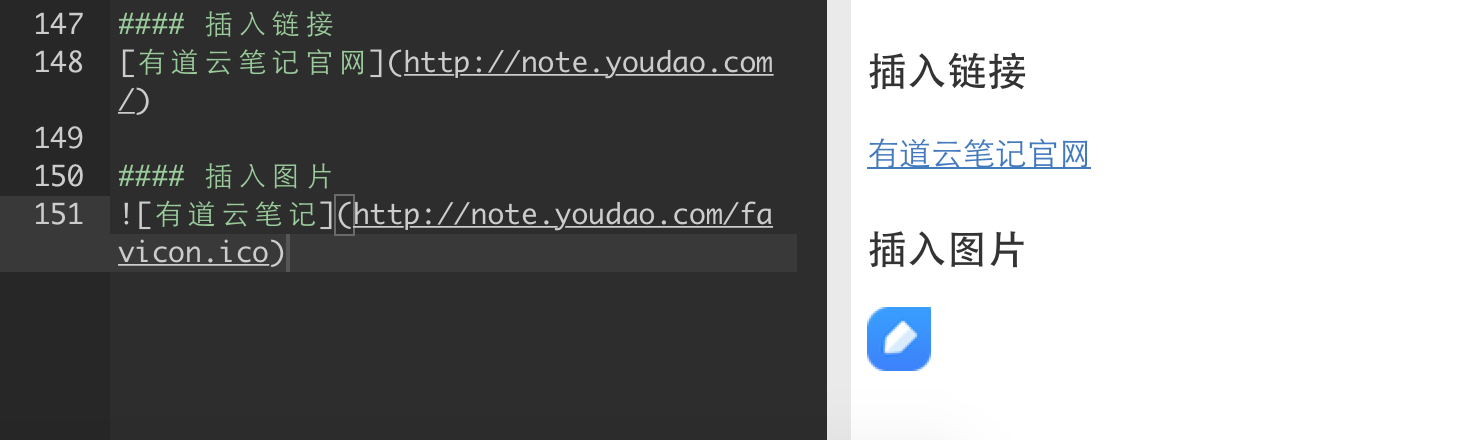 147 #### 插入链接
148 [有道云笔记官网](http://note.youdao.com
/)
149
150 #### 插入图片
151 ![有道云笔记](http://note.youdao.com/fa
vicon.ico)
插入链接
有道云笔记官网
插入图片